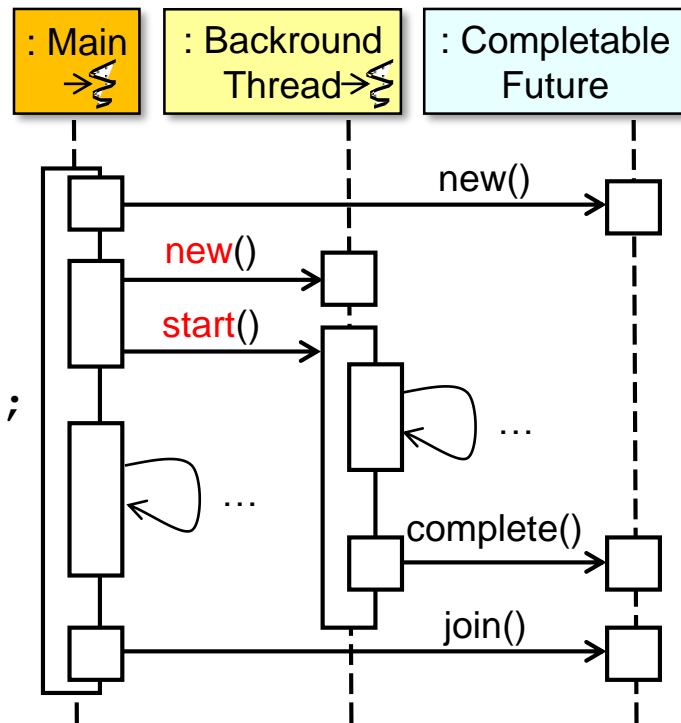 : Main
: Backround
Thread
: Completable
Future
new()
new()
start()
;
...
...
complete()
join()